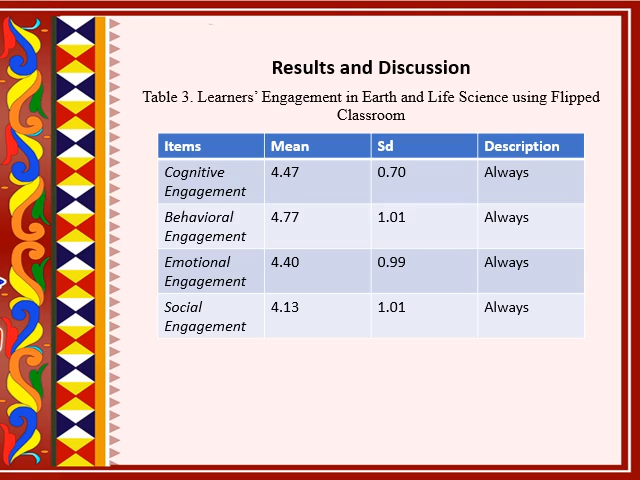 Results and Discussion
Table 3. Learners’ Engagement in Earth and Life Science using Flipped
Classroom
Items Mean Sd Description
Cognitive Engagement 4.47 0.70 Always
Behavioral Engagement 4.77 1.01 Always
Emotional Engagement 4.40 0.99 Always
Social Engagement 4.13 1.01 Always